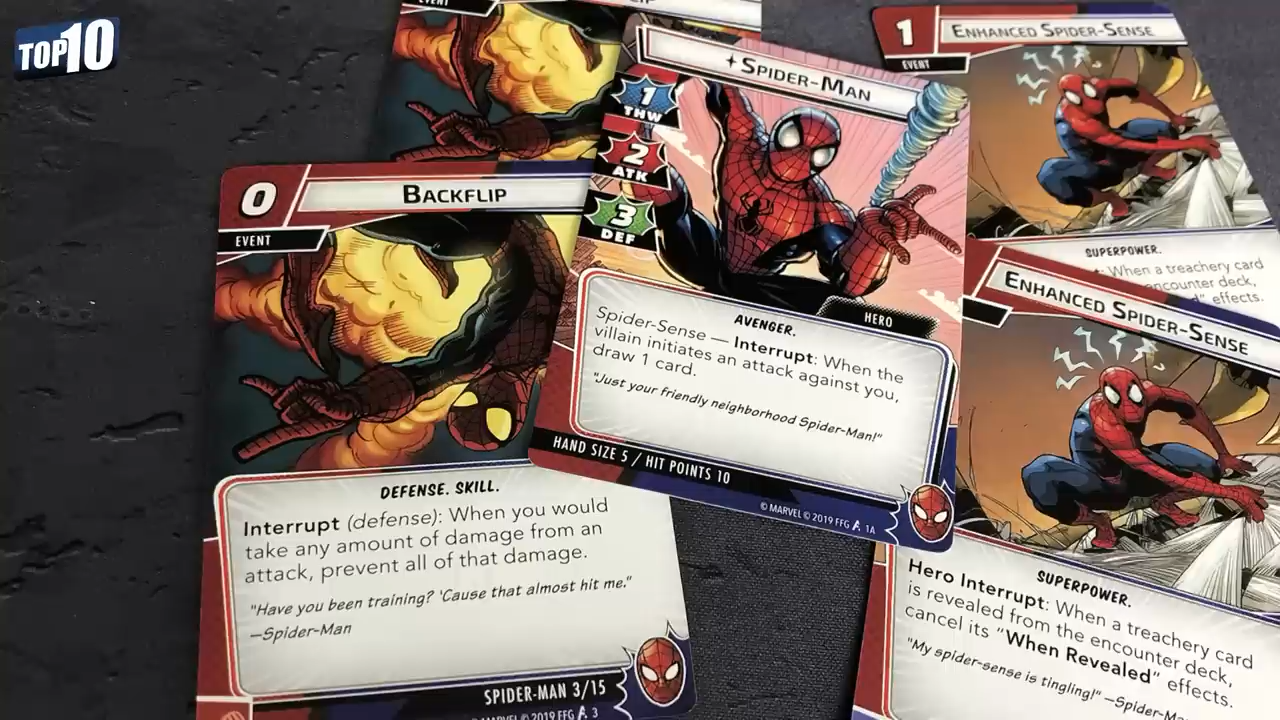 TOP10
EVENT
0
BACKFLIP
EVENT
DEFENSE. SKILL.
Interrupt (defense): When you would
take any amount of damage from an
attack, prevent all of that damage.
"Have you been training? 'Cause that almost hit me."
—Spider-Man
SPIDER-MAN 3/15
MARVEL © 2019 FFG 3
SPIDER-MAN
1
THW
2
ATK
3
DEF
HERO
AVENGER.
Spider-Sense — Interrupt: When the
villain initiates an attack against you,
draw 1 card.
"Just your friendly neighborhood Spider-Man!"
HAND SIZE 5 / HIT POINTS 10
© MARVEL © 2019 FFG 1A
1
ENHANCED SPIDER-SENSE
EVENT
SUPERPOWER.
: When a treachery card
encounter deck,
" effects.
ENHANCED SPIDER-SENSE
SUPERPOWER.
Hero Interrupt: When a treachery card
is revealed from the encounter deck,
cancel its "When Revealed" effects.
"My spider-sense is tingling!" —Spider-Ma